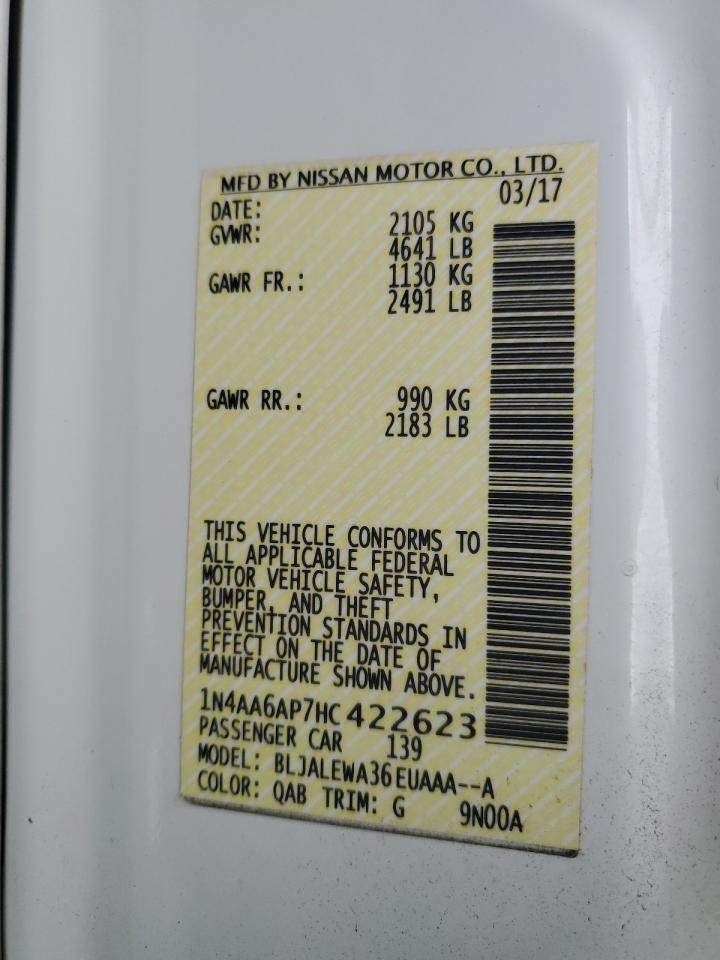 MFD BY NISSAN MOTOR CO., LTD.
DATE: 03/17
GVWR: 2105 KG
4641 LB
GAWR FR.: 1130 KG
2491 LB
GAWR RR.: 990 KG
2183 LB
THIS VEHICLE CONFORMS TO
ALL APPLICABLE FEDERAL
MOTOR VEHICLE SAFETY,
BUMPER, AND THEFT
PREVENTION STANDARDS IN
EFFECT ON THE DATE OF
MANUFACTURE SHOWN ABOVE.
1N4AA6AP7HC 422623
PASSENGER CAR 139
MODEL: BLJALEWA36EUAAA--A
COLOR: QAB TRIM: G 9N00A